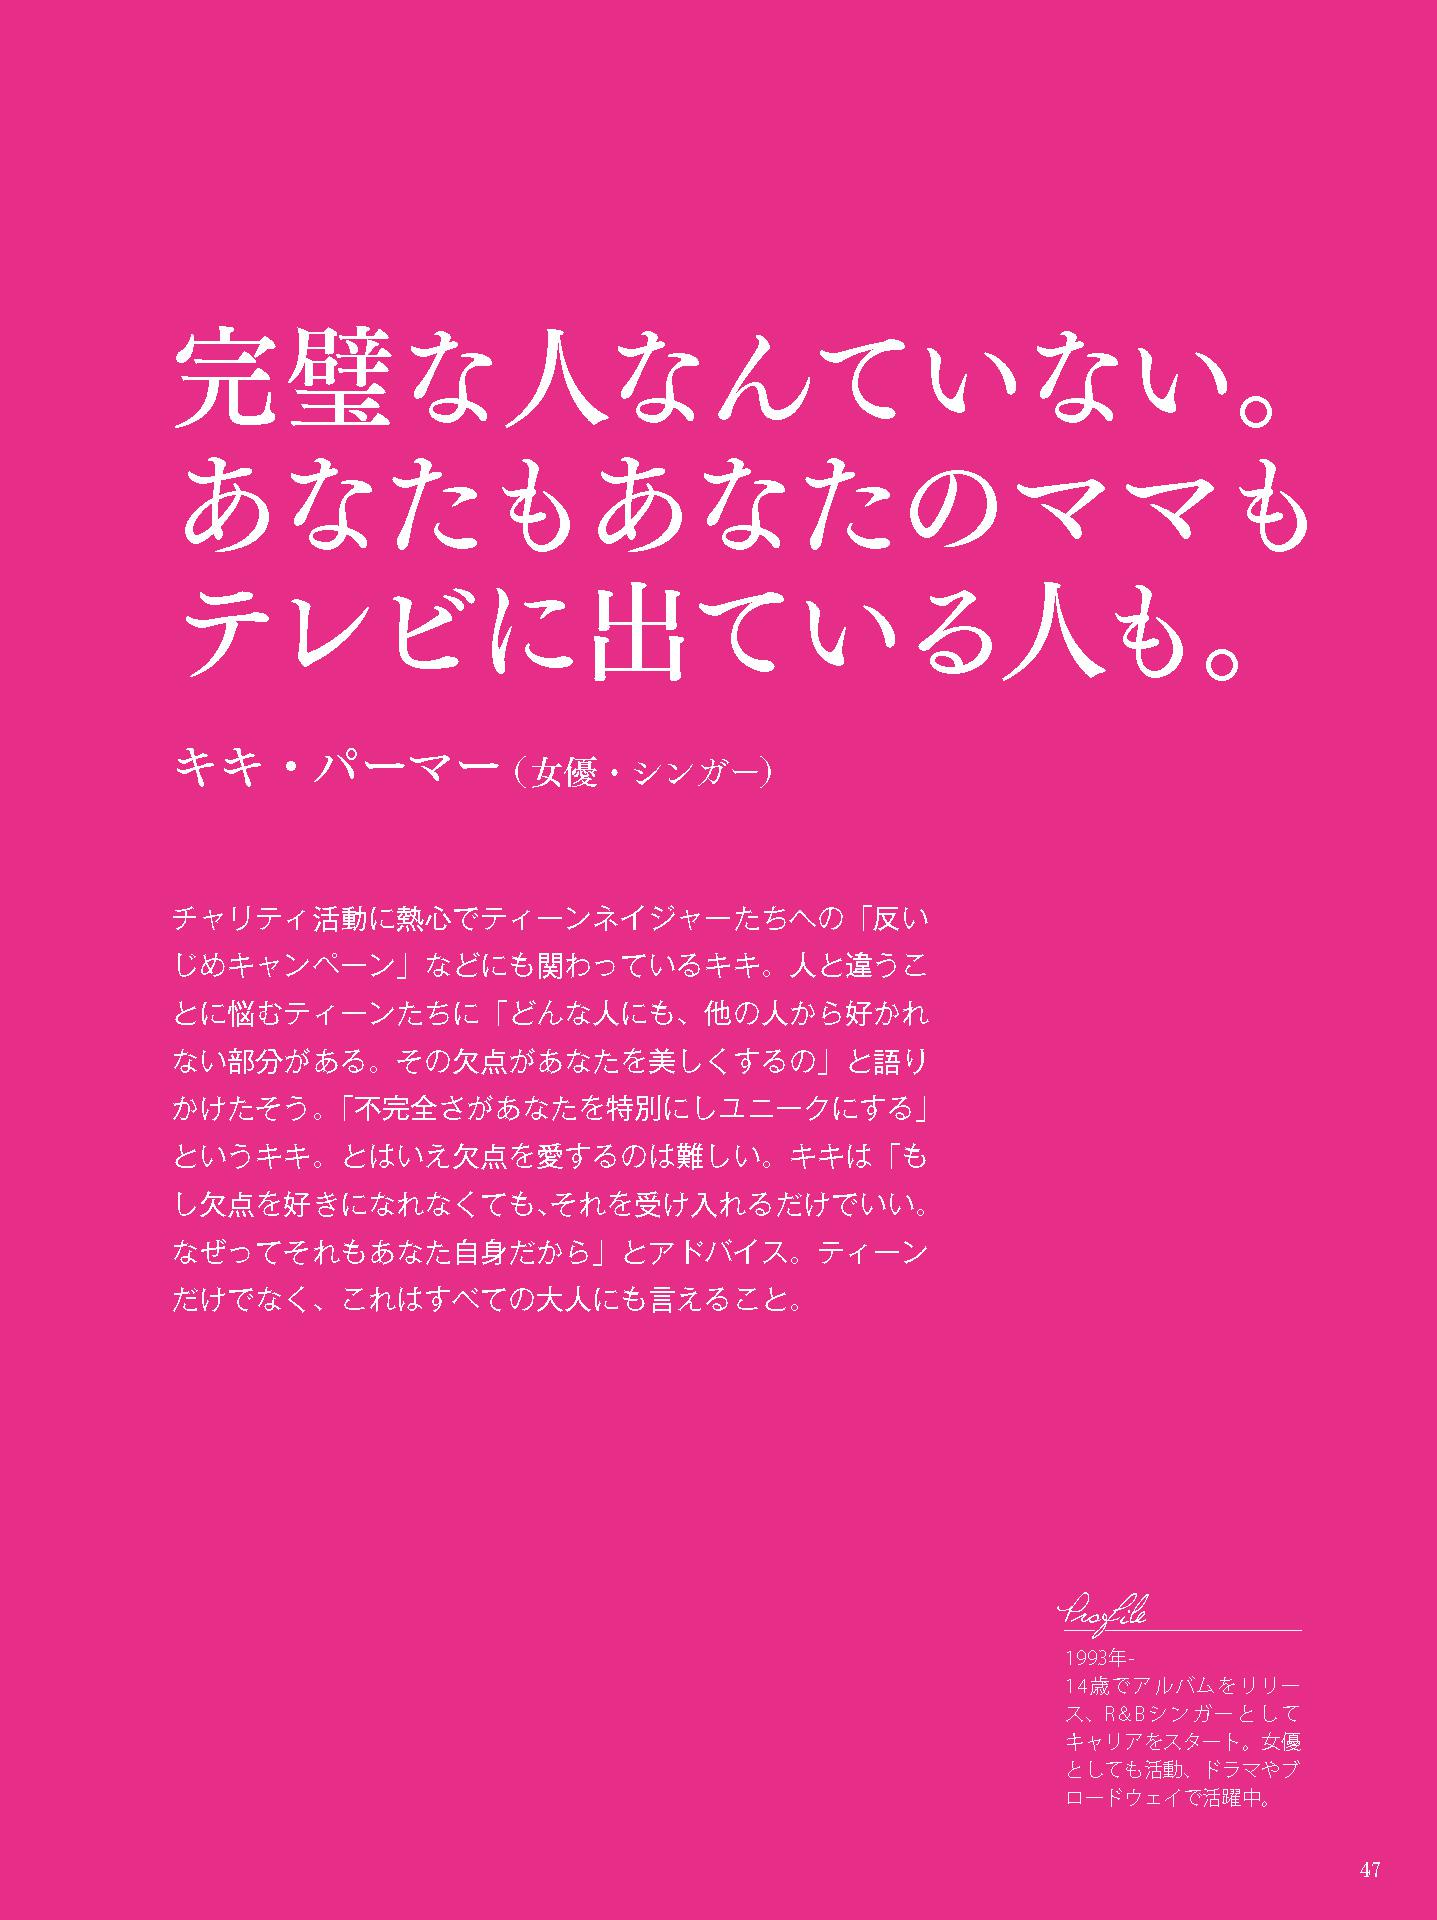 完璧な人なんていない。
あなたもあなたのママも
テレビに出ている人も。
キキ・パーマー（女優・シンガー）
チャリティ活動に熱心でティーンネイジャーたちへの「反い
じめキャンペーン」などにも関わっているキキ。人と違うこ
とに悩むティーンたちに「どんな人にも、他の人から好かれ
ない部分がある。その欠点があなたを美しくするの」と語り
かけたそう。「不完全さがあなたを特別にしユニークにする」
というキキ。とはいえ欠点を愛するのは難しい。キキは「も
し欠点を好きになれなくても、それを受け入れるだけでいい。
なぜってそれもあなた自身だから」とアドバイス。ティーン
だけでなく、これはすべての大人にも言えること。
Profile
1993年-
14歳でアルバムをリリー
ス、R&Bシンガーとして
キャリアをスタート。女優
としても活動、ドラマやブ
ロードウェイで活躍中。
47